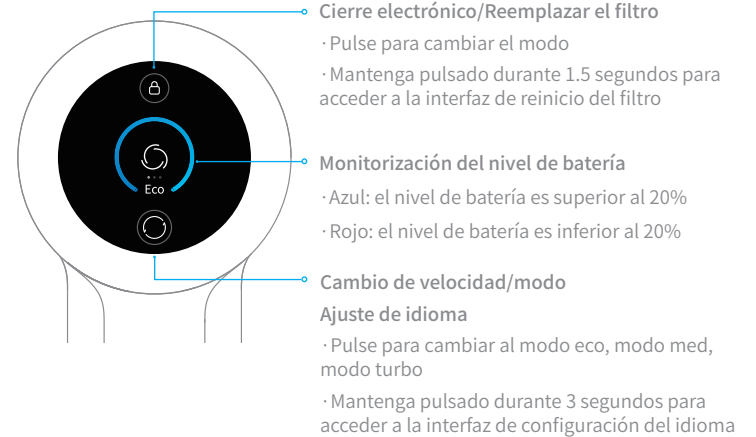 Cierre electrónico/Reemplazar el filtro
·Pulse para cambiar el modo
·Mantenga pulsado durante 1.5 segundos para
acceder a la interfaz de reinicio del filtro
Monitorización del nivel de batería
·Azul: el nivel de batería es superior al 20%
·Rojo: el nivel de batería es inferior al 20%
Eco
Cambio de velocidad/modo
Ajuste de idioma
·Pulse para cambiar al modo eco, modo med,
modo turbo
·Mantenga pulsado durante 3 segundos para
acceder a la interfaz de configuración del idioma